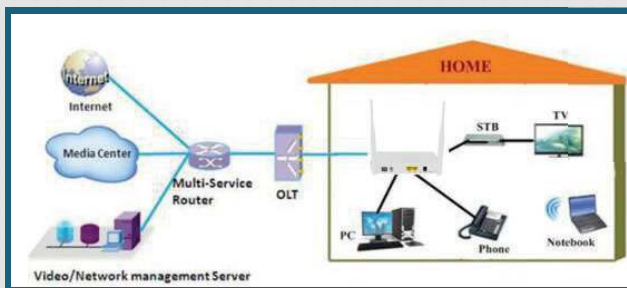 HOME
Internet
Internet
Media Center
Multi-Service
Router
OLT
STB
TV
PC
Phone
Notebook
Video/Network management Server